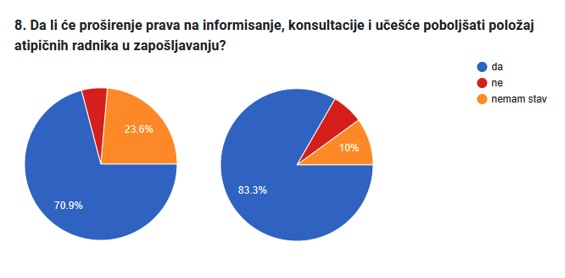 8. Da li će proširenje prava na informisanje, konsultacije i učešće poboljšati položaj
atipičnih radnika u zapošljavanju?
da
ne
nemam stav
23.6%
70.9%
10%
83.3%